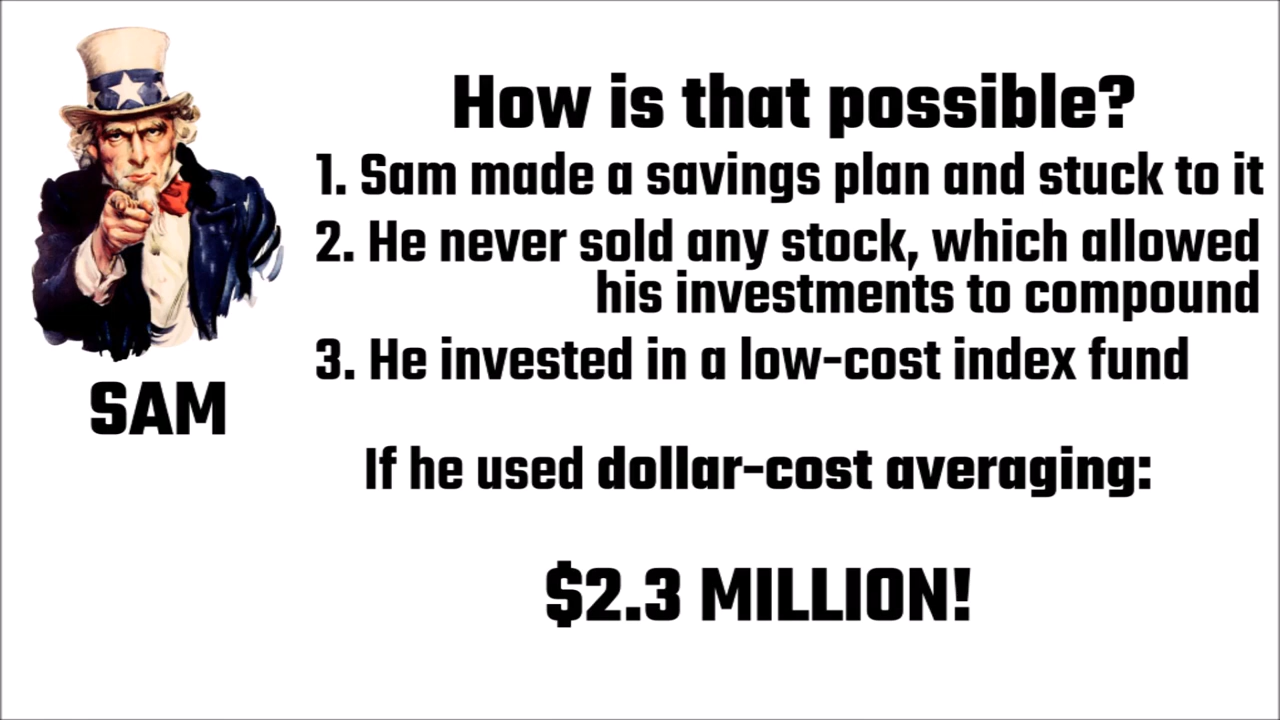 How is that possible?
1. Sam made a savings plan and stuck to it
2. He never sold any stock, which allowed
his investments to compound
3. He invested in a low-cost index fund
SAM
If he used dollar-cost averaging:
$2.3 MILLION!